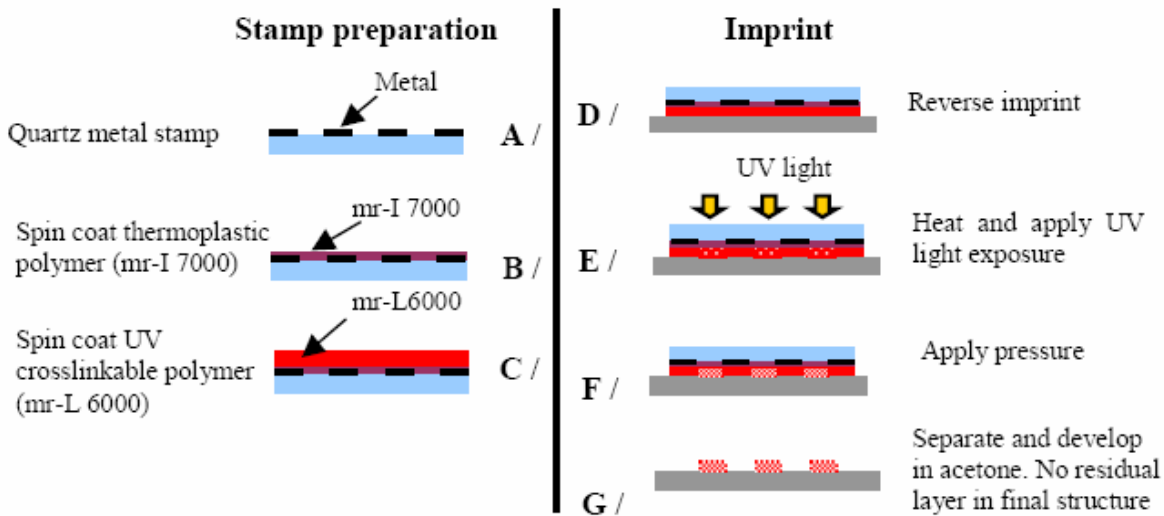 Stamp preparation
Metal
Quartz metal stamp
A /
mr-I 7000
Spin coat thermoplastic
polymer (mr-I 7000)
B /
mr-L6000
Spin coat UV
crosslinkable polymer
(mr-L 6000)
C /
Imprint
D /
Reverse imprint
UV light
E /
Heat and apply UV
light exposure
F /
Apply pressure
G /
Separate and develop
in acetone. No residual
layer in final structure